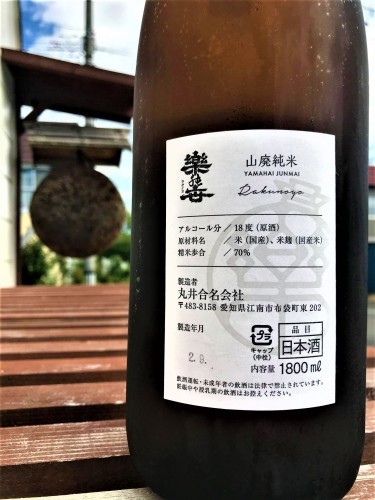 樂の世
山廃純米
YAMAHAI JUNMAI
Rakunoyo
アルコール分／18度（原酒）
原材料名／米（国産）、米麹（国産米）
精米歩合／70%
製造者
丸井合名会社
〒483-8158 愛知県江南市布袋町東202
製造年月
2.9.
キャップ
（中栓）
品目
日本酒
内容量 1800㎖
飲酒運転・未成年者の飲酒は法律で禁止されています。
妊娠中や授乳期の飲酒はお控えください。